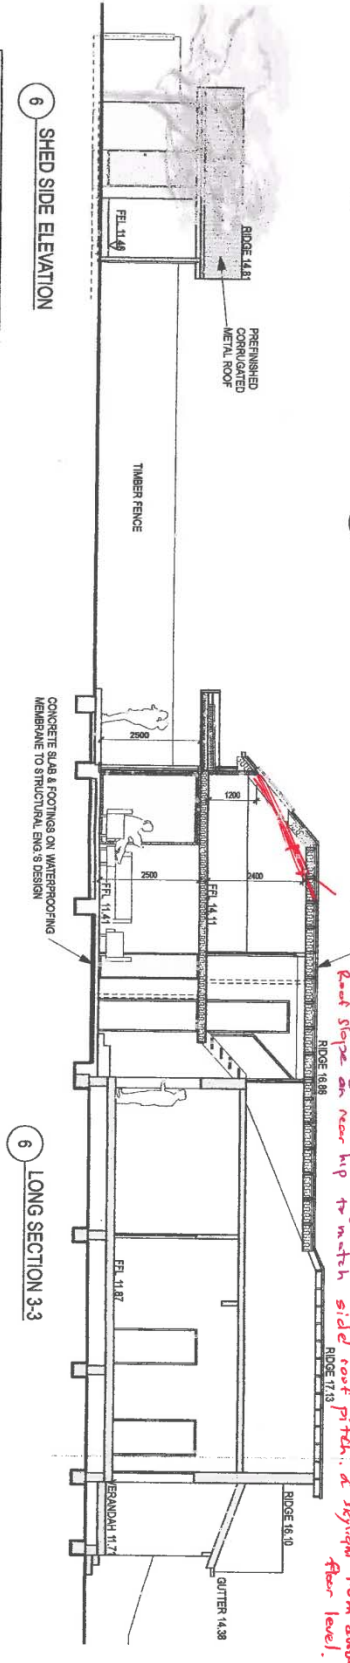 RIDGE 14.81
PREFINISHED
CORRUGATED
METAL ROOF
FFL 11.46
6
SHED SIDE ELEVATION
TIMBER FENCE
2500
1200
2400
2500
FFL 14.11
FFL 11.41
CONCRETE SLAB & FOOTINGS ON WATERPROOFING
MEMBRANE TO STRUCTURAL ENG'S DESIGN
Roof slope on rear hip to match side roof pitch. & skylight
floor level.
RIDGE 16.86
RIDGE 17.13
RIDGE 16.10
GUTTER 14.38
VERANDAH 11.71
FFL 11.87
6
LONG SECTION 3-3